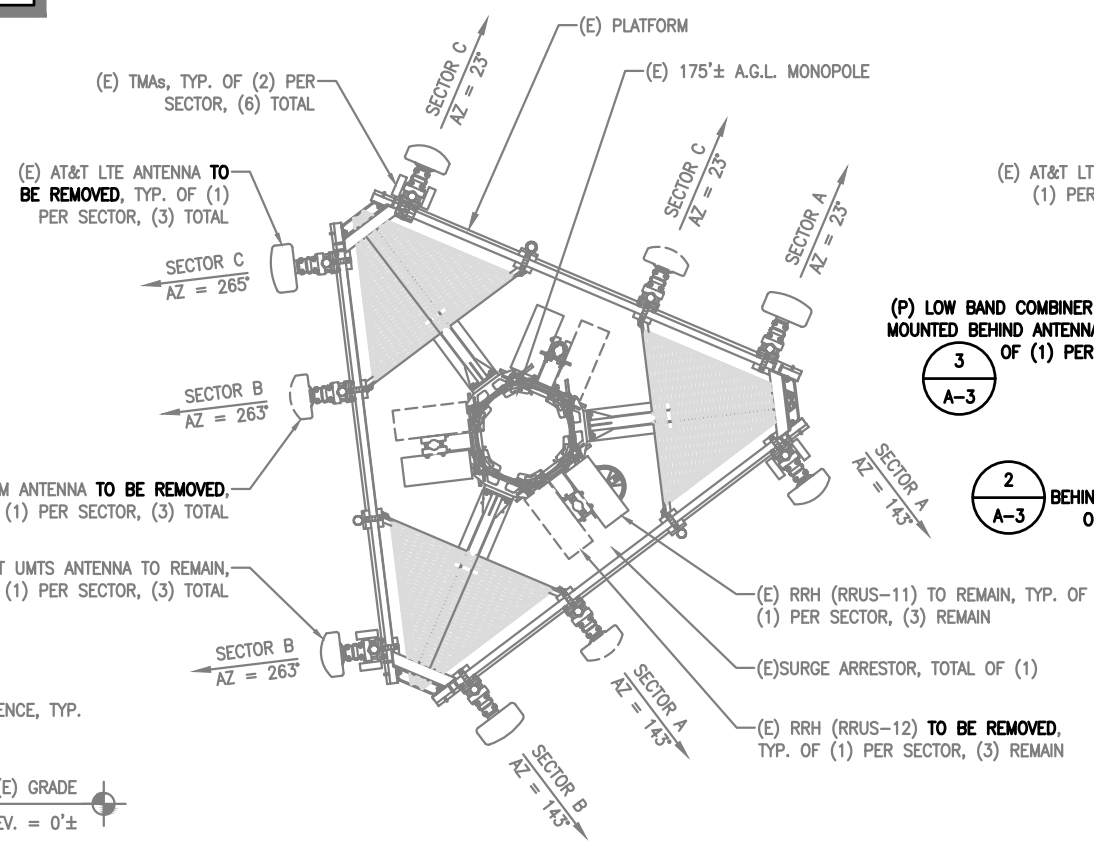 (E) PLATFORM
(E) TMAs, TYP. OF (2) PER
SECTOR, (6) TOTAL
(E) 175'± A.G.L. MONOPOLE
SECTOR C
AZ = 23°
SECTOR C
AZ = 23°
SECTOR A
AZ = 23°
(E) AT&T LTE ANTENNA TO
BE REMOVED, TYP. OF (1)
PER SECTOR, (3) TOTAL
(E) AT&T LT
(1) PER
SECTOR C
AZ = 265°
(P) LOW BAND COMBINER
MOUNTED BEHIND ANTENNA
OF (1) PER
3
A-3
SECTOR B
AZ = 263°
M ANTENNA TO BE REMOVED,
(1) PER SECTOR, (3) TOTAL
SECTOR A
AZ = 143°
2
A-3
BEHIN
O
T UMTS ANTENNA TO REMAIN,
(1) PER SECTOR, (3) TOTAL
(E) RRH (RRUS-11) TO REMAIN, TYP. OF
(1) PER SECTOR, (3) REMAIN
SECTOR B
AZ = 263°
(E)SURGE ARRESTOR, TOTAL OF (1)
SECTOR A
AZ = 143°
ENCE, TYP.
(E) RRH (RRUS-12) TO BE REMOVED,
TYP. OF (1) PER SECTOR, (3) REMAIN
SECTOR B
AZ = 143°
(E) GRADE
EV. = 0'±